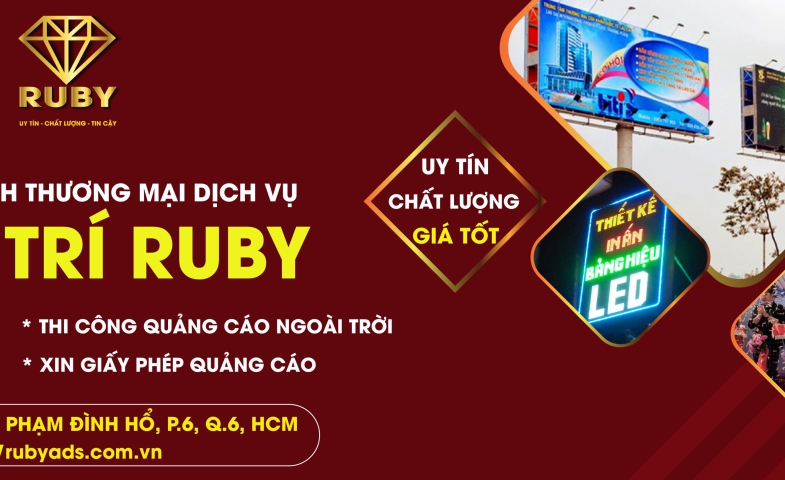 RUBY
UY TÍN - CHẤT LƯỢNG - TIN CẬY
H THƯƠNG MẠI DỊCH VỤ
TRÍ RUBY
* THI CÔNG QUẢNG CÁO NGOÀI TRỜI
* XIN GIẤY PHÉP QUẢNG CÁO
PHẠM ĐÌNH HỔ, P.6, Q.6, HCM
/rubyads.com.vn
UY TÍN
CHẤT LƯỢNG
GIÁ TỐT
THIẾT KẾ
IN ẤN
BẢNG HIỆU
LED
biti's